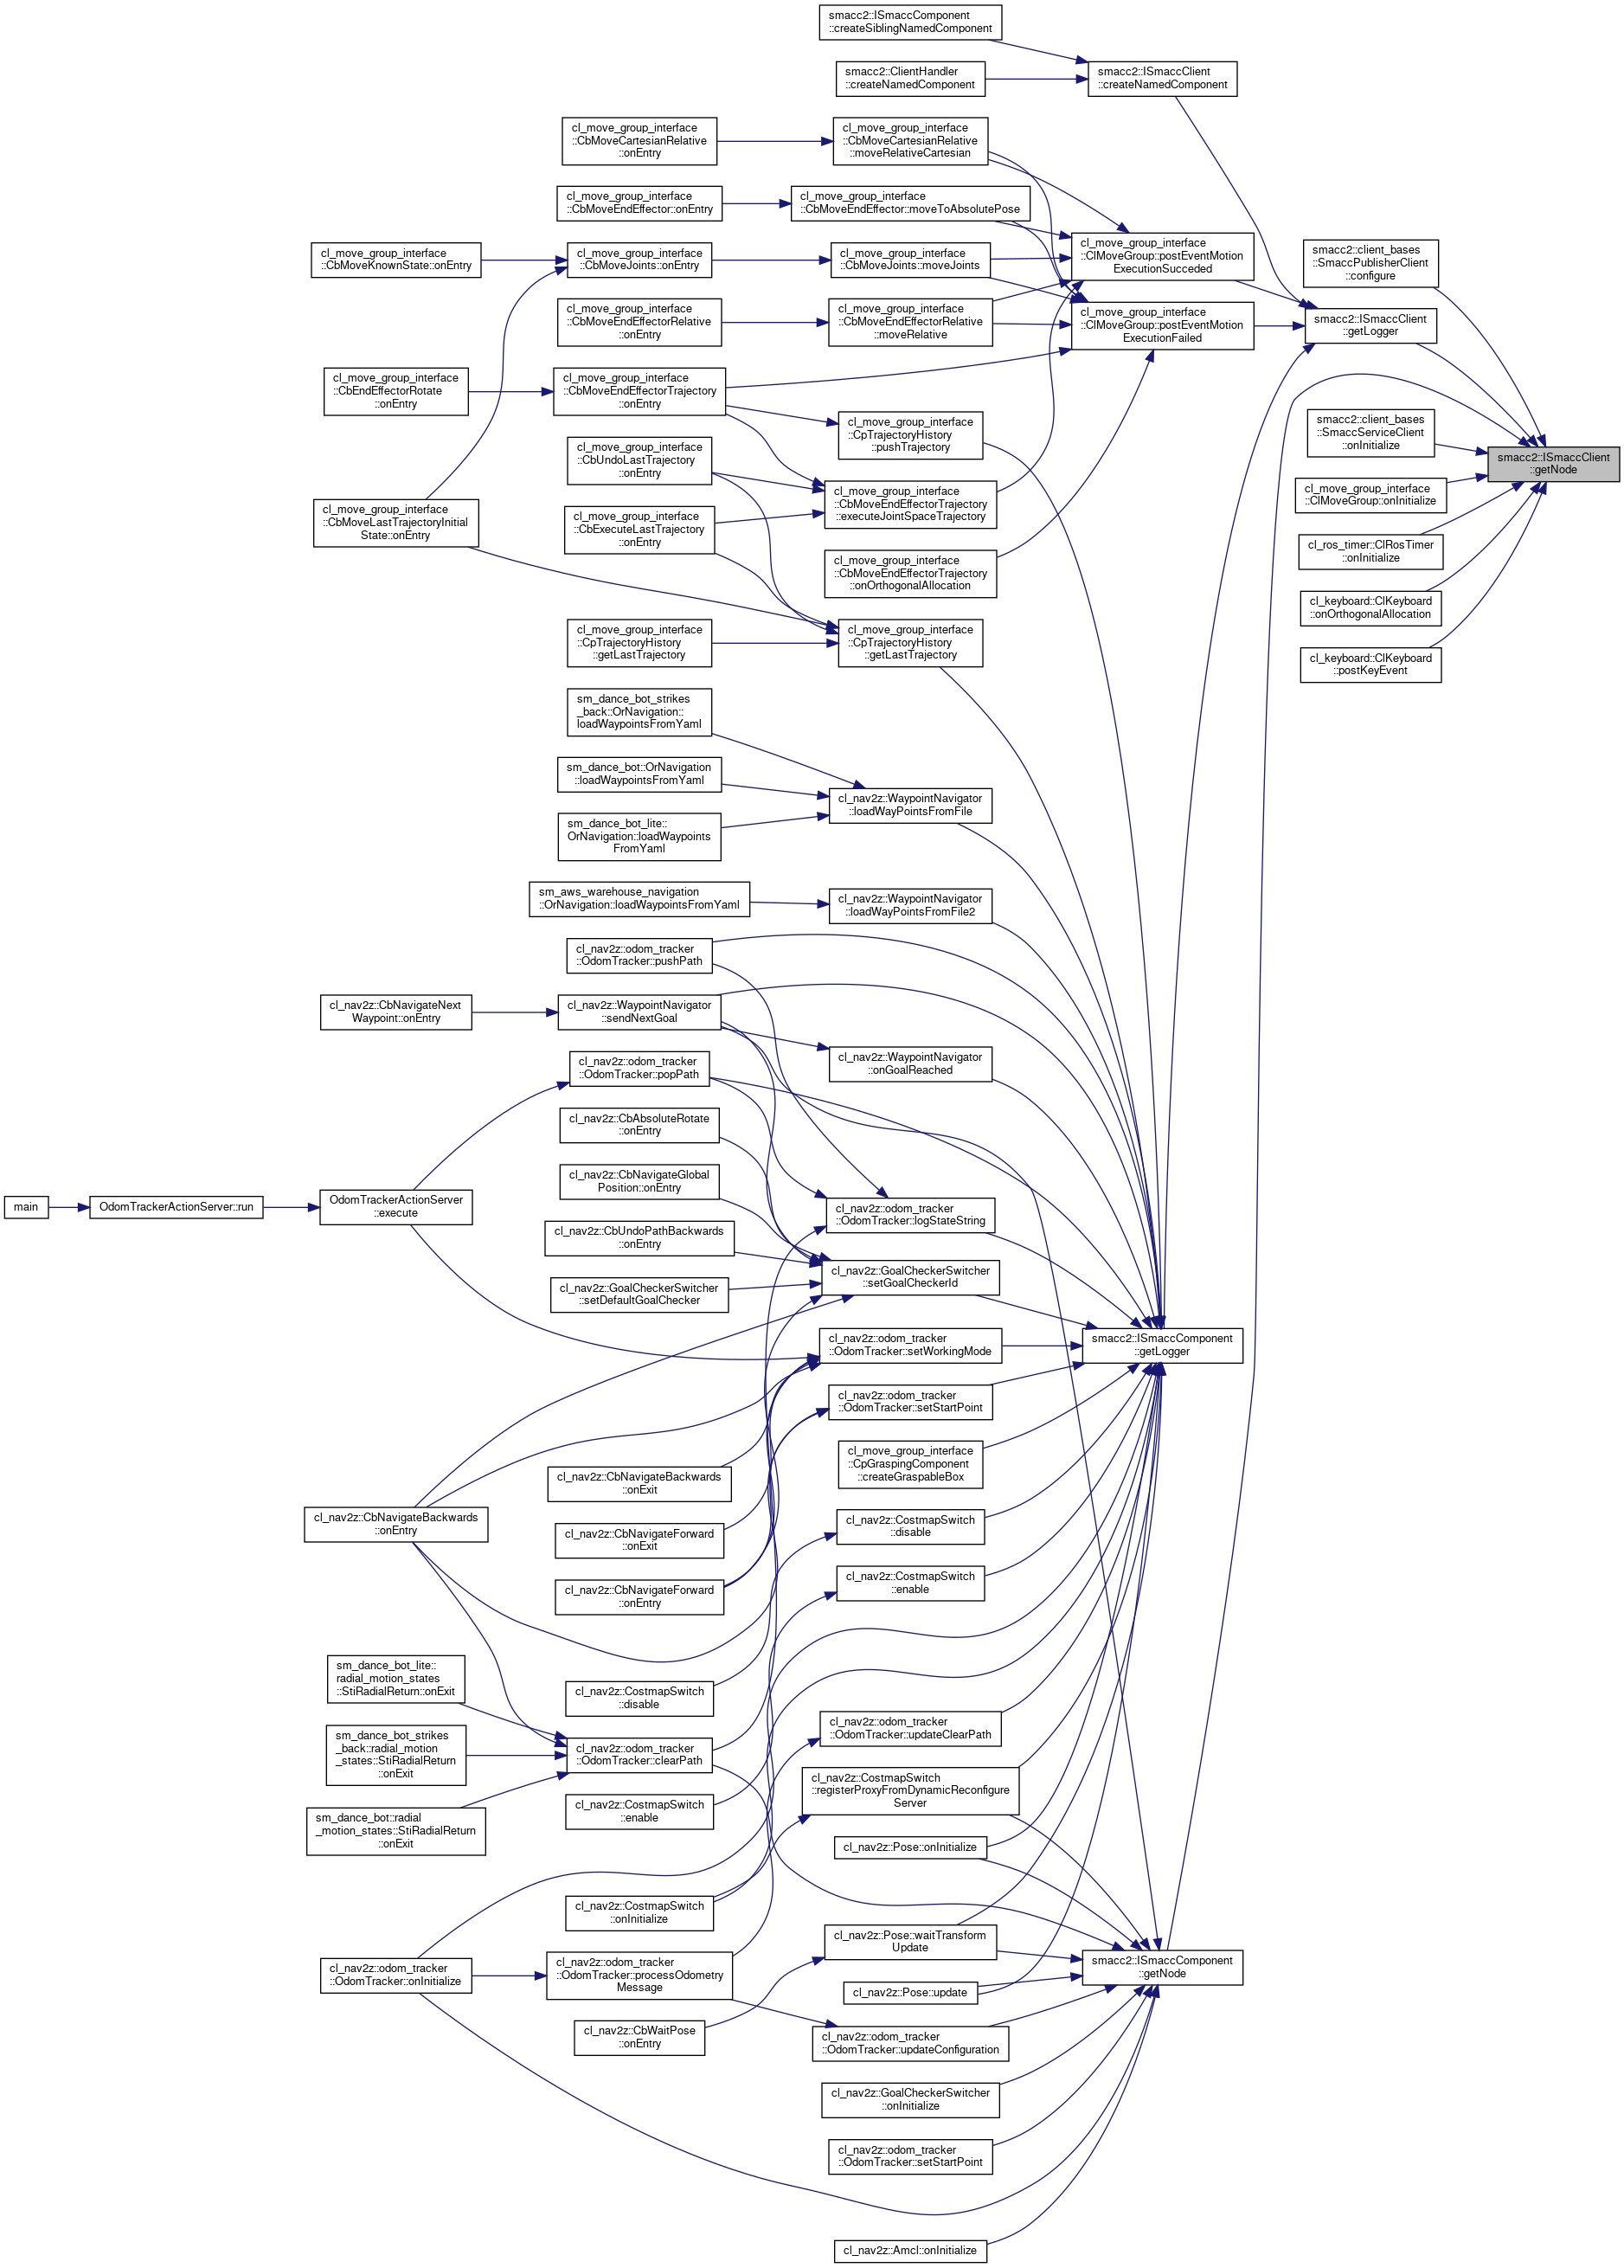 smacc2::ISmaccComponent
::createSiblingNamedComponent
smacc2::ClientHandler
::createNamedComponent
smacc2::ISmaccClient
::createNamedComponent
cl_move_group_interface
::CbMoveCartesianRelative
::onEntry
cl_move_group_interface
::CbMoveCartesianRelative
::moveRelativeCartesian
cl_move_group_interface
::CbMoveEndEffector::onEntry
cl_move_group_interface
::CbMoveEndEffector::moveToAbsolutePose
cl_move_group_interface
::CbMoveKnownState::onEntry
cl_move_group_interface
::CbMoveJoints::onEntry
cl_move_group_interface
::CbMoveJoints::moveJoints
cl_move_group_interface
::ClMoveGroup::postEventMotion
ExecutionSucceded
smacc2::client_bases
::SmaccPublisherClient
::configure
cl_move_group_interface
::CbMoveEndEffectorRelative
::onEntry
cl_move_group_interface
::CbMoveEndEffectorRelative
::moveRelative
cl_move_group_interface
::ClMoveGroup::postEventMotion
ExecutionFailed
smacc2::ISmaccClient
::getLogger
cl_move_group_interface
::CbEndEffectorRotate
::onEntry
cl_move_group_interface
::CbMoveEndEffectorTrajectory
::onEntry
cl_move_group_interface
::CpTrajectoryHistory
::pushTrajectory
smacc2::client_bases
::SmaccServiceClient
::onInitialize
smacc2::ISmaccClient
::getNode
cl_move_group_interface
::CbUndoLastTrajectory
::onEntry
cl_move_group_interface
::CbMoveLastTrajectoryInitial
State::onEntry
cl_move_group_interface
::CbExecuteLastTrajectory
::onEntry
cl_move_group_interface
::CbMoveEndEffectorTrajectory
::executeJointSpaceTrajectory
cl_move_group_interface
::ClMoveGroup::onInitialize
cl_ros_timer::ClRosTimer
::onInitialize
cl_move_group_interface
::CbMoveEndEffectorTrajectory
::onOrthogonalAllocation
cl_keyboard::ClKeyboard
::onOrthogonalAllocation
cl_move_group_interface
::CpTrajectoryHistory
::getLastTrajectory
cl_move_group_interface
::CpTrajectoryHistory
::getLastTrajectory
cl_keyboard::ClKeyboard
::postKeyEvent
sm_dance_bot_strikes
_back::OrNavigation::
loadWaypointsFromYaml
sm_dance_bot::OrNavigation
::loadWaypointsFromYaml
cl_nav2z::WaypointNavigator
::loadWayPointsFromFile
sm_dance_bot_lite::
OrNavigation::loadWaypoints
FromYaml
sm_aws_warehouse_navigation
::OrNavigation::loadWaypointsFromYaml
cl_nav2z::WaypointNavigator
::loadWayPointsFromFile2
cl_nav2z::odom_tracker
::OdomTracker::pushPath
cl_nav2z::CbNavigateNext
Waypoint::onEntry
cl_nav2z::WaypointNavigator
::sendNextGoal
cl_nav2z::odom_tracker
::OdomTracker::popPath
cl_nav2z::WaypointNavigator
::onGoalReached
cl_nav2z::CbAbsoluteRotate
::onEntry
cl_nav2z::CbNavigateGlobal
Position::onEntry
main
OdomTrackerActionServer::run
OdomTrackerActionServer
::execute
cl_nav2z::odom_tracker
::OdomTracker::logStateString
cl_nav2z::CbUndoPathBackwards
::onEntry
cl_nav2z::GoalCheckerSwitcher
::setDefaultGoalChecker
cl_nav2z::GoalCheckerSwitcher
::setGoalCheckerId
cl_nav2z::odom_tracker
::OdomTracker::setWorkingMode
smacc2::ISmaccComponent
::getLogger
cl_nav2z::odom_tracker
::OdomTracker::setStartPoint
cl_move_group_interface
::CpGraspingComponent
::createGraspableBox
cl_nav2z::CbNavigateBackwards
::onExit
cl_nav2z::CbNavigateBackwards
::onEntry
cl_nav2z::CbNavigateForward
::onExit
cl_nav2z::CostmapSwitch
::disable
cl_nav2z::CbNavigateForward
::onEntry
cl_nav2z::CostmapSwitch
::enable
sm_dance_bot_lite::
radial_motion_states
::StiRadialReturn::onExit
cl_nav2z::CostmapSwitch
::disable
sm_dance_bot_strikes
_back::radial_motion
_states::StiRadialReturn
::onExit
cl_nav2z::odom_tracker
::OdomTracker::clearPath
cl_nav2z::odom_tracker
::OdomTracker::updateClearPath
sm_dance_bot::radial
_motion_states::StiRadialReturn
::onExit
cl_nav2z::CostmapSwitch
::enable
cl_nav2z::CostmapSwitch
::registerProxyFromDynamicReconfigure
Server
cl_nav2z::Pose::onInitialize
cl_nav2z::CostmapSwitch
::onInitialize
cl_nav2z::Pose::waitTransform
Update
cl_nav2z::odom_tracker
::OdomTracker::onInitialize
cl_nav2z::odom_tracker
::OdomTracker::processOdometry
Message
smacc2::ISmaccComponent
::getNode
cl_nav2z::Pose::update
cl_nav2z::CbWaitPose
::onEntry
cl_nav2z::odom_tracker
::OdomTracker::updateConfiguration
cl_nav2z::GoalCheckerSwitcher
::onInitialize
cl_nav2z::odom_tracker
::OdomTracker::setStartPoint
cl_nav2z::Amcl::onInitialize